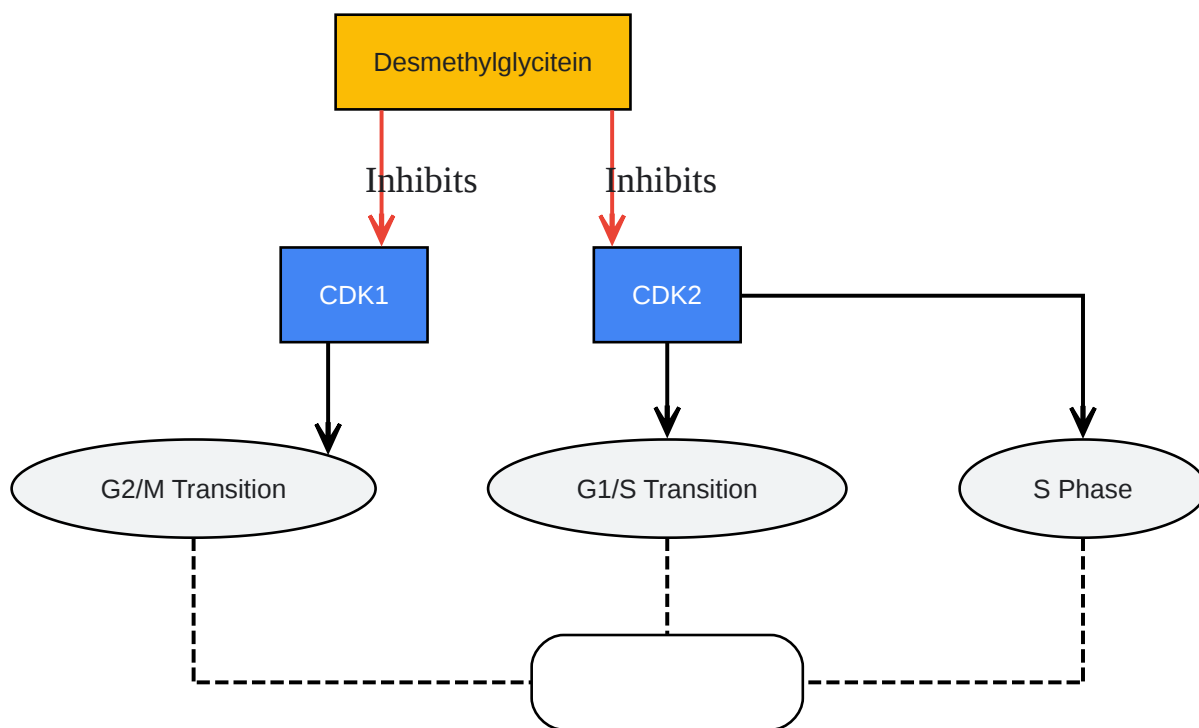 Desmethylglycitein
Inhibits
Inhibits
CDK1
CDK2
G2/M Transition
G1/S Transition
S Phase